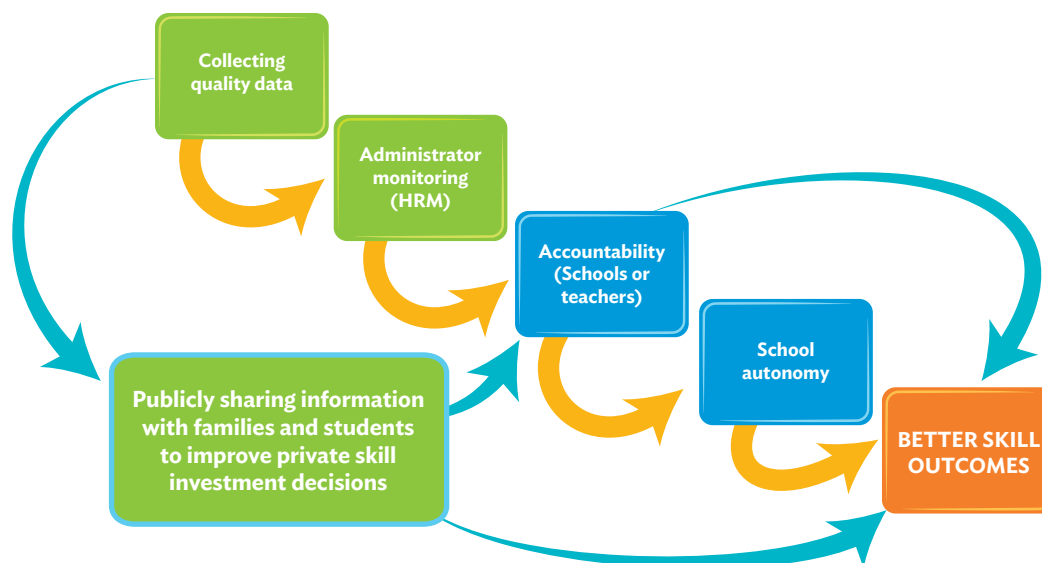 Collecting
quality data
Administrator
monitoring
(HRM)
Accountability
(Schools or
teachers)
School
autonomy
Publicly sharing information
with families and students
to improve private skill
investment decisions
BETTER SKILL
OUTCOMES